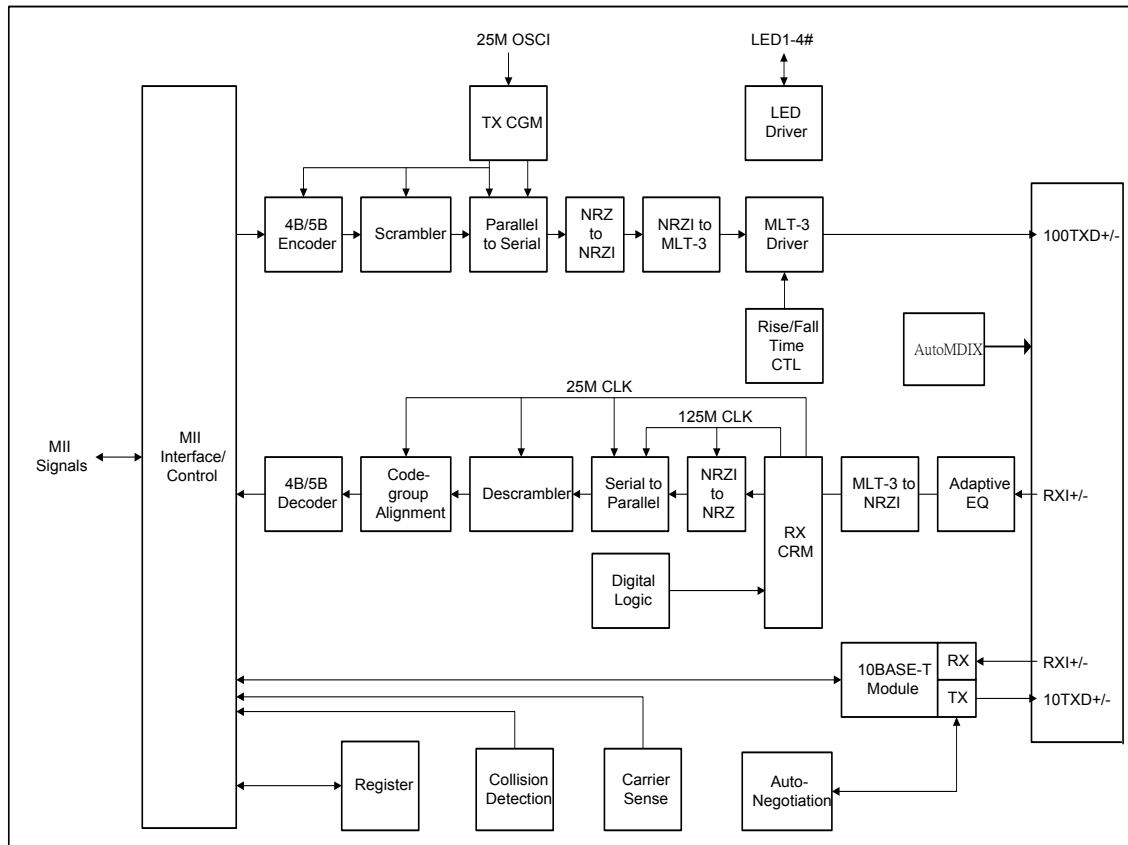 25M OSCI
LED1-4#
TX CGM
LED
Driver
4B/5B
Encoder
Scrambler
Parallel
to Serial
NRZ
to
NRZI
NRZI to
MLT-3
MLT-3
Driver
100TXD+/-
Rise/Fall
Time
CTL
AutoMDIX
25M CLK
125M CLK
MII
Signals
MII
Interface/
Control
4B/5B
Decoder
Code-
group
Alignment
Descrambler
Serial to
Parallel
NRZI
to
NRZ
RX
CRM
MLT-3 to
NRZI
Adaptive
EQ
RXI+/-
Digital
Logic
10BASE-T
Module
RX
TX
RXI+/-
10TXD+/-
Register
Collision
Detection
Carrier
Sense
Auto-
Negotiation